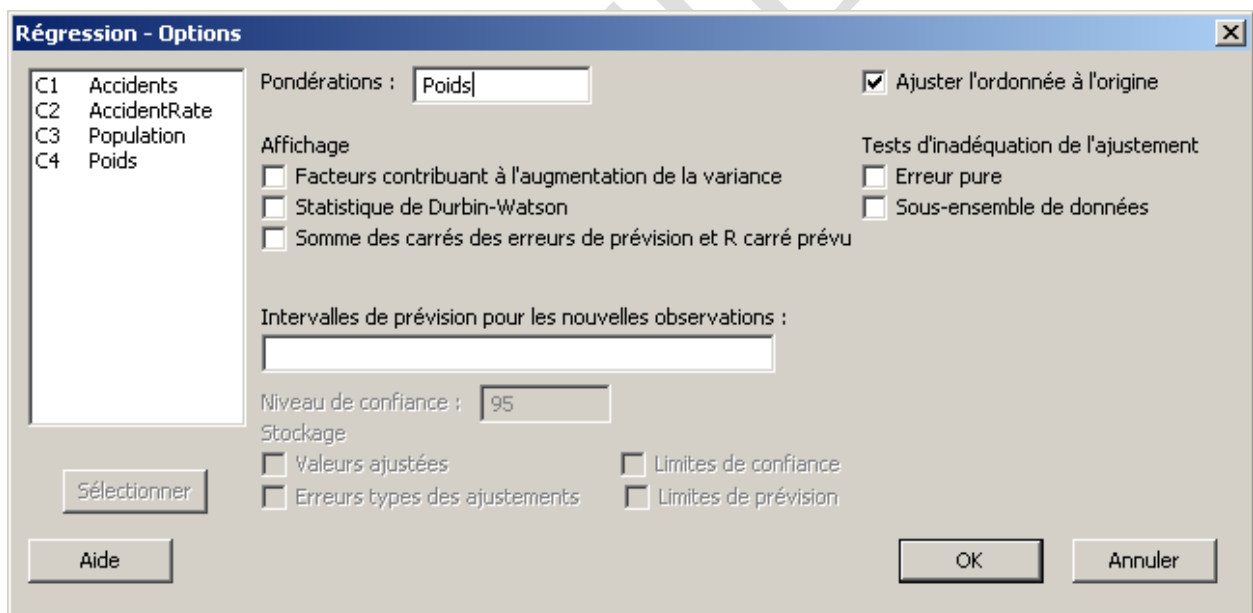 Régression - Options
C1 Accidents
C2 AccidentRate
C3 Population
C4 Poids
Pondérations : Poids
Ajuster l'ordonnée à l'origine
Affichage
Facteurs contribuant à l'augmentation de la variance
Statistique de Durbin-Watson
Somme des carrés des erreurs de prévision et R carré prévu
Tests d'inadéquation de l'ajustement
Erreur pure
Sous-ensemble de données
Intervalles de prévision pour les nouvelles observations :
Niveau de confiance : 95
Stockage
Valeurs ajustées
Limites de confiance
Erreurs types des ajustements
Limites de prévision
Sélectionner
Aide
OK
Annuler